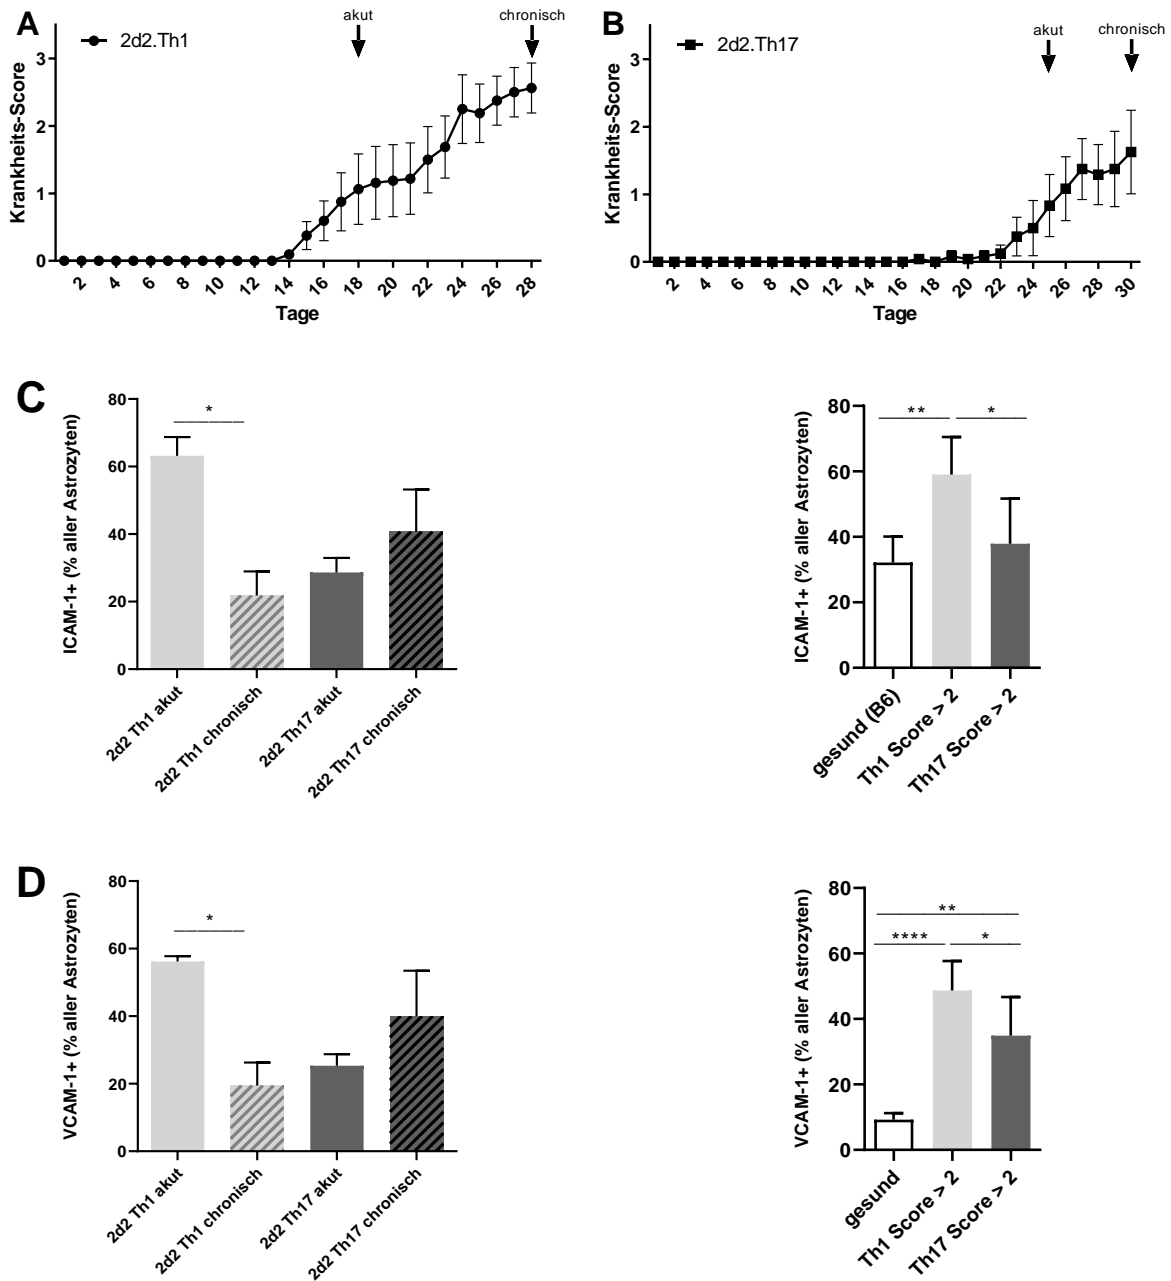 A
akut
chronisch
2d2.Th1
3
2
1
0
Krankheits-Score
2 4 6 8 10 12 14 16 18 20 22 24 26 28
Tage
B
akut
chronisch
2d2.Th17
3
2
1
0
Krankheits-Score
2 4 6 8 10 12 14 16 18 20 22 24 26 28 30
Tage
C
80
60
40
20
0
ICAM-1+ (% aller Astrozyten)
*
2d2 Th1 akut
2d2 Th1 chronisch
2d2 Th17 akut
2d2 Th17 chronisch
80
60
40
20
0
ICAM-1+ (% aller Astrozyten)
** *
gesund (B6)
Th1 Score > 2
Th17 Score > 2
D
80
60
40
20
0
VCAM-1+ (% aller Astrozyten)
*
2d2 Th1 akut
2d2 Th1 chronisch
2d2 Th17 akut
2d2 Th17 chronisch
80
60
40
20
0
VCAM-1+ (% aller Astrozyten)
**
**** *
gesund
Th1 Score > 2
Th17 Score > 2